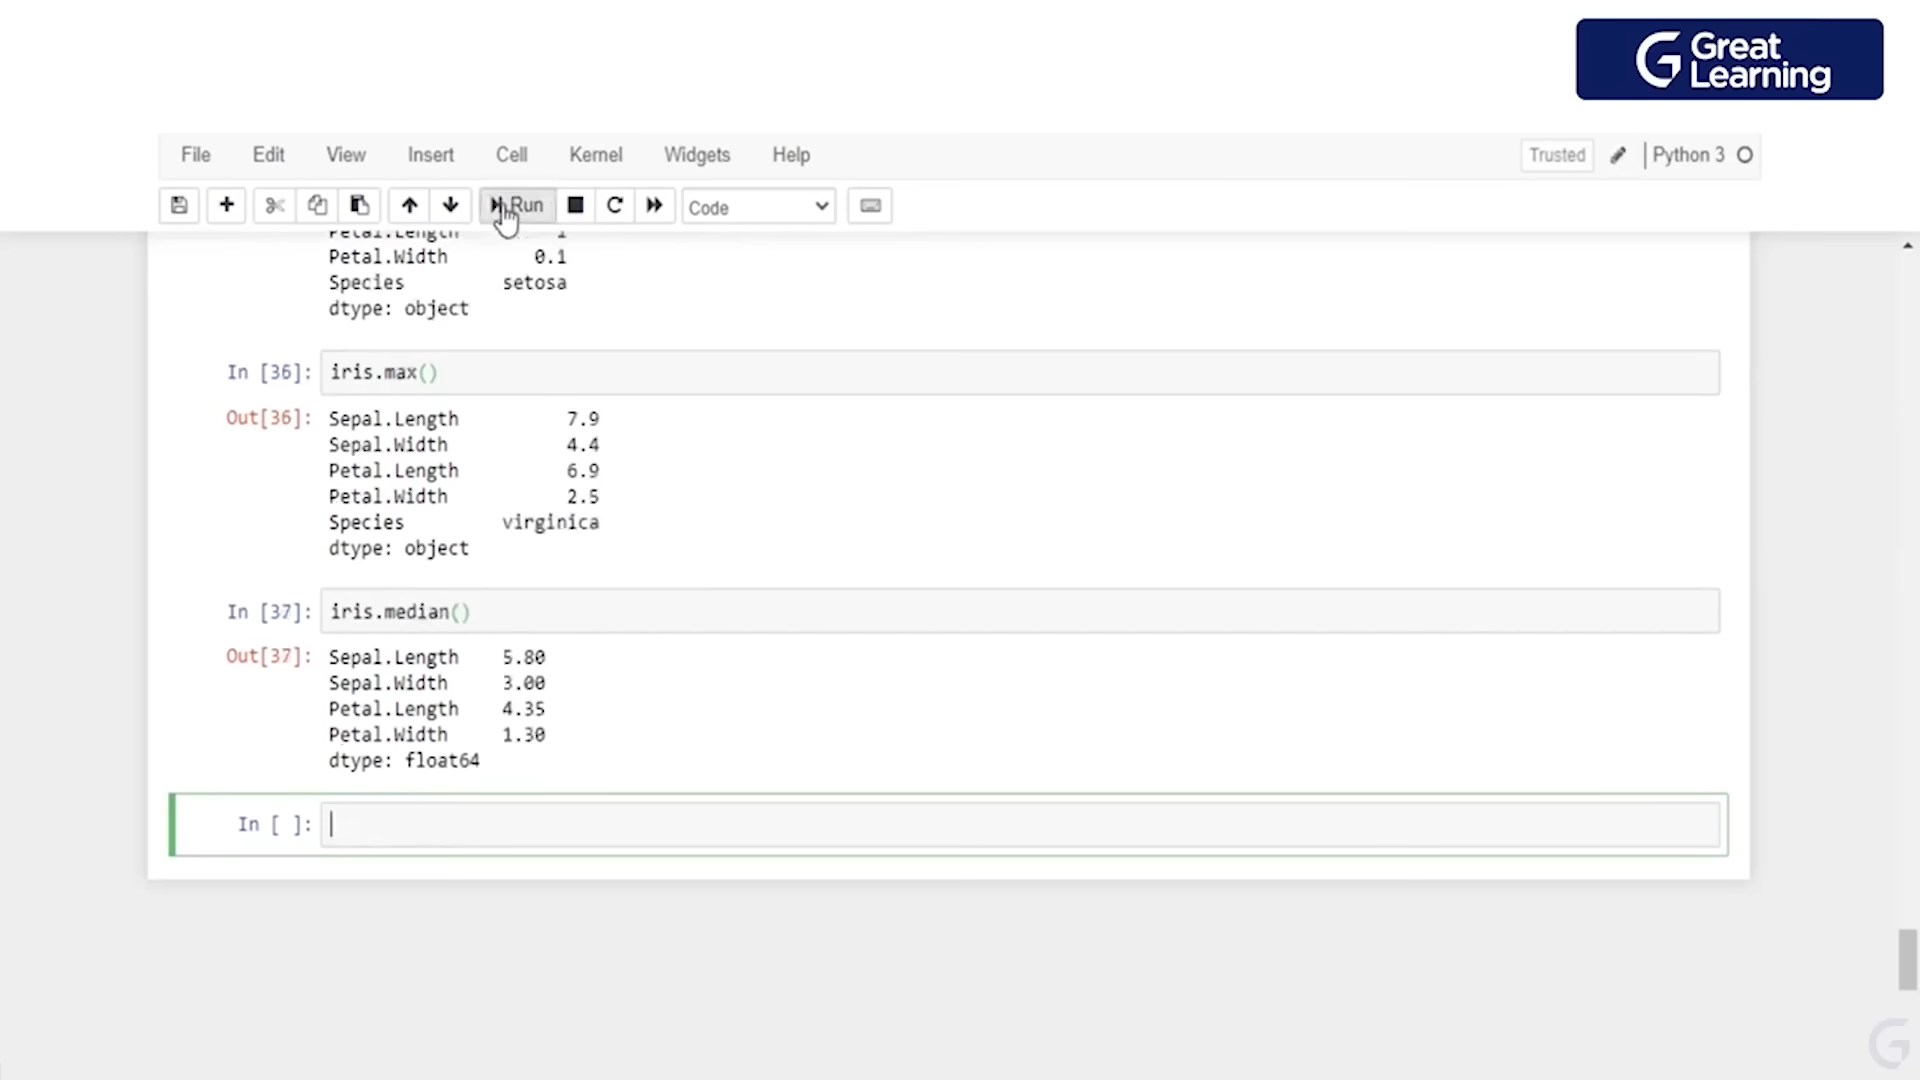 Great
Learning
File Edit View Insert Cell Kernel Widgets Help Trusted Python 3
Run Code
Petal.Length 1
Petal.Width 0.1
Species setosa
dtype: object
In [36]: iris.max()
Out[36]: Sepal.Length 7.9
Sepal.Width 4.4
Petal.Length 6.9
Petal.Width 2.5
Species virginica
dtype: object
In [37]: iris.median()
Out[37]: Sepal.Length 5.80
Sepal.Width 3.00
Petal.Length 4.35
Petal.Width 1.30
dtype: float64
In [ ]: